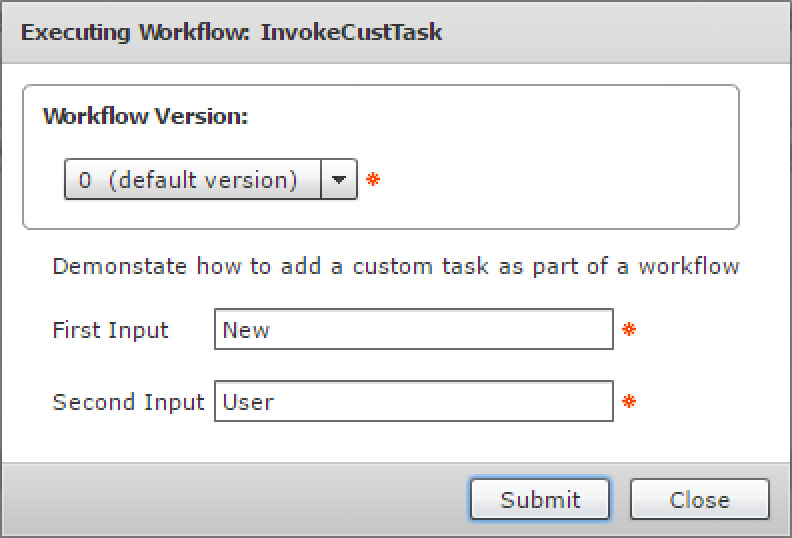 Executing Workflow: InvokeCustTask
Workflow Version:
0 (default version) *
Demonstate how to add a custom task as part of a workflow
First Input New *
Second Input User *
Submit Close